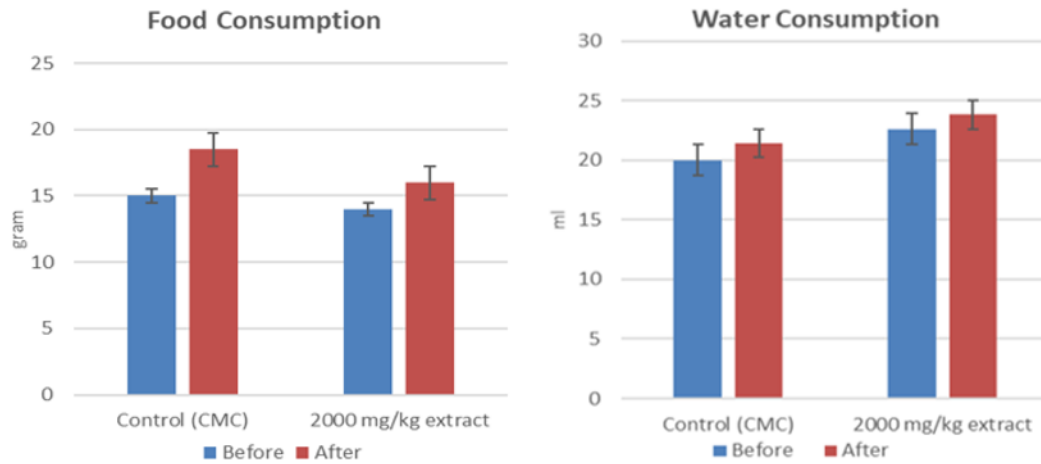 Food Consumption
25
20
15
10
5
0
gram
Control (CMC)
2000 mg/kg extract
Before
After
Water Consumption
30
25
20
15
10
5
0
ml
Control (CMC)
2000 mg/kg extract
Before
After